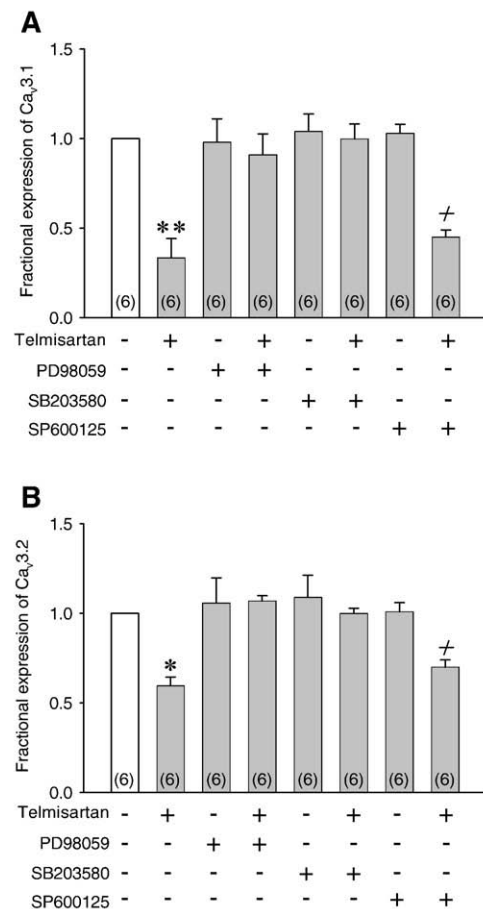 A
Fractional expression of Caᵥ3.1
1.5
1.0
0.5
0.0
**
⌿
(6) (6) (6) (6) (6) (6) (6) (6)
Telmisartan - + - + - + - +
PD98059 - - + + - - - -
SB203580 - - - - + + - -
SP600125 - - - - - - + +
B
Fractional expression of Caᵥ3.2
1.5
1.0
0.5
0.0
*
⌿
(6) (6) (6) (6) (6) (6) (6) (6)
Telmisartan - + - + - + - +
PD98059 - - + + - - - -
SB203580 - - - - + + - -
SP600125 - - - - - - + +